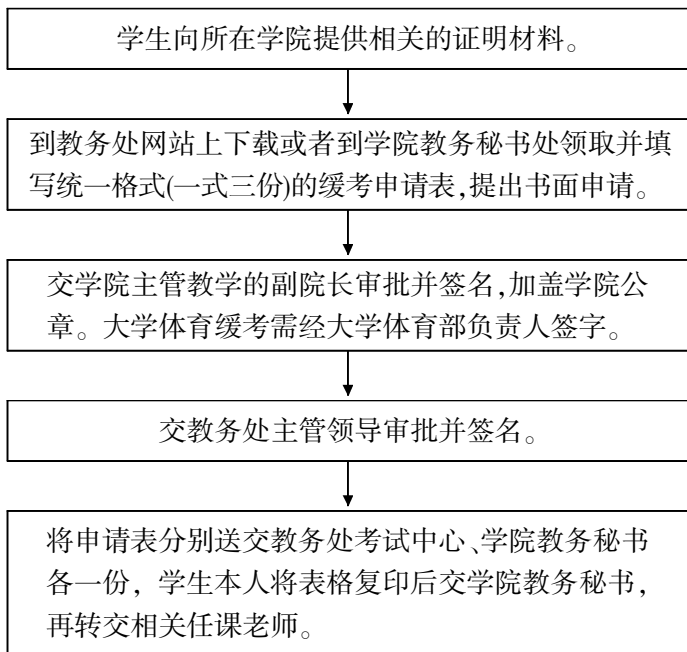 学生向所在学院提供相关的证明材料。
到教务处网站上下载或者到学院教务秘书处领取并填
写统一格式(一式三份)的缓考申请表,提出书面申请。
交学院主管教学的副院长审批并签名,加盖学院公
章。大学体育缓考需经大学体育部负责人签字。
交教务处主管领导审批并签名。
将申请表分别送交教务处考试中心、学院教务秘书
各一份，学生本人将表格复印后交学院教务秘书,
再转交相关任课老师。